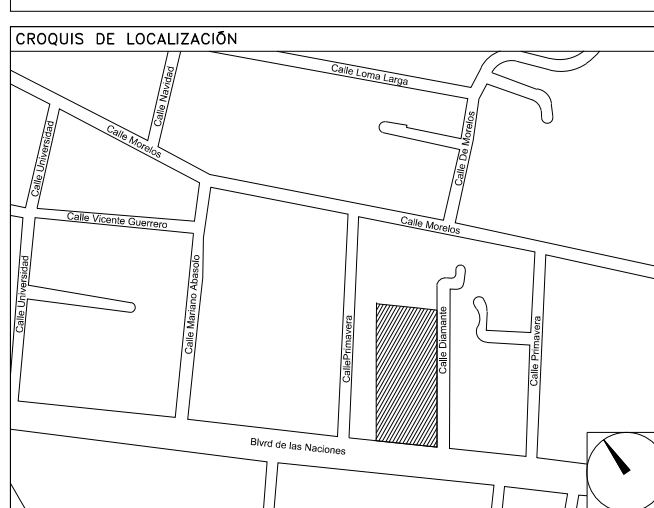 CROQUIS DE LOCALIZACIÓN
Calle Loma Larga
Calle Navidad
Calle Morelos
Calle De Morelos
Calle Universidad
Calle Vicente Guerrero
Calle Morelos
Calle Universidad
Calle Mariano Abasolo
CallePrimavera
Calle Diamante
Calle Primavera
Blvrd de las Naciones